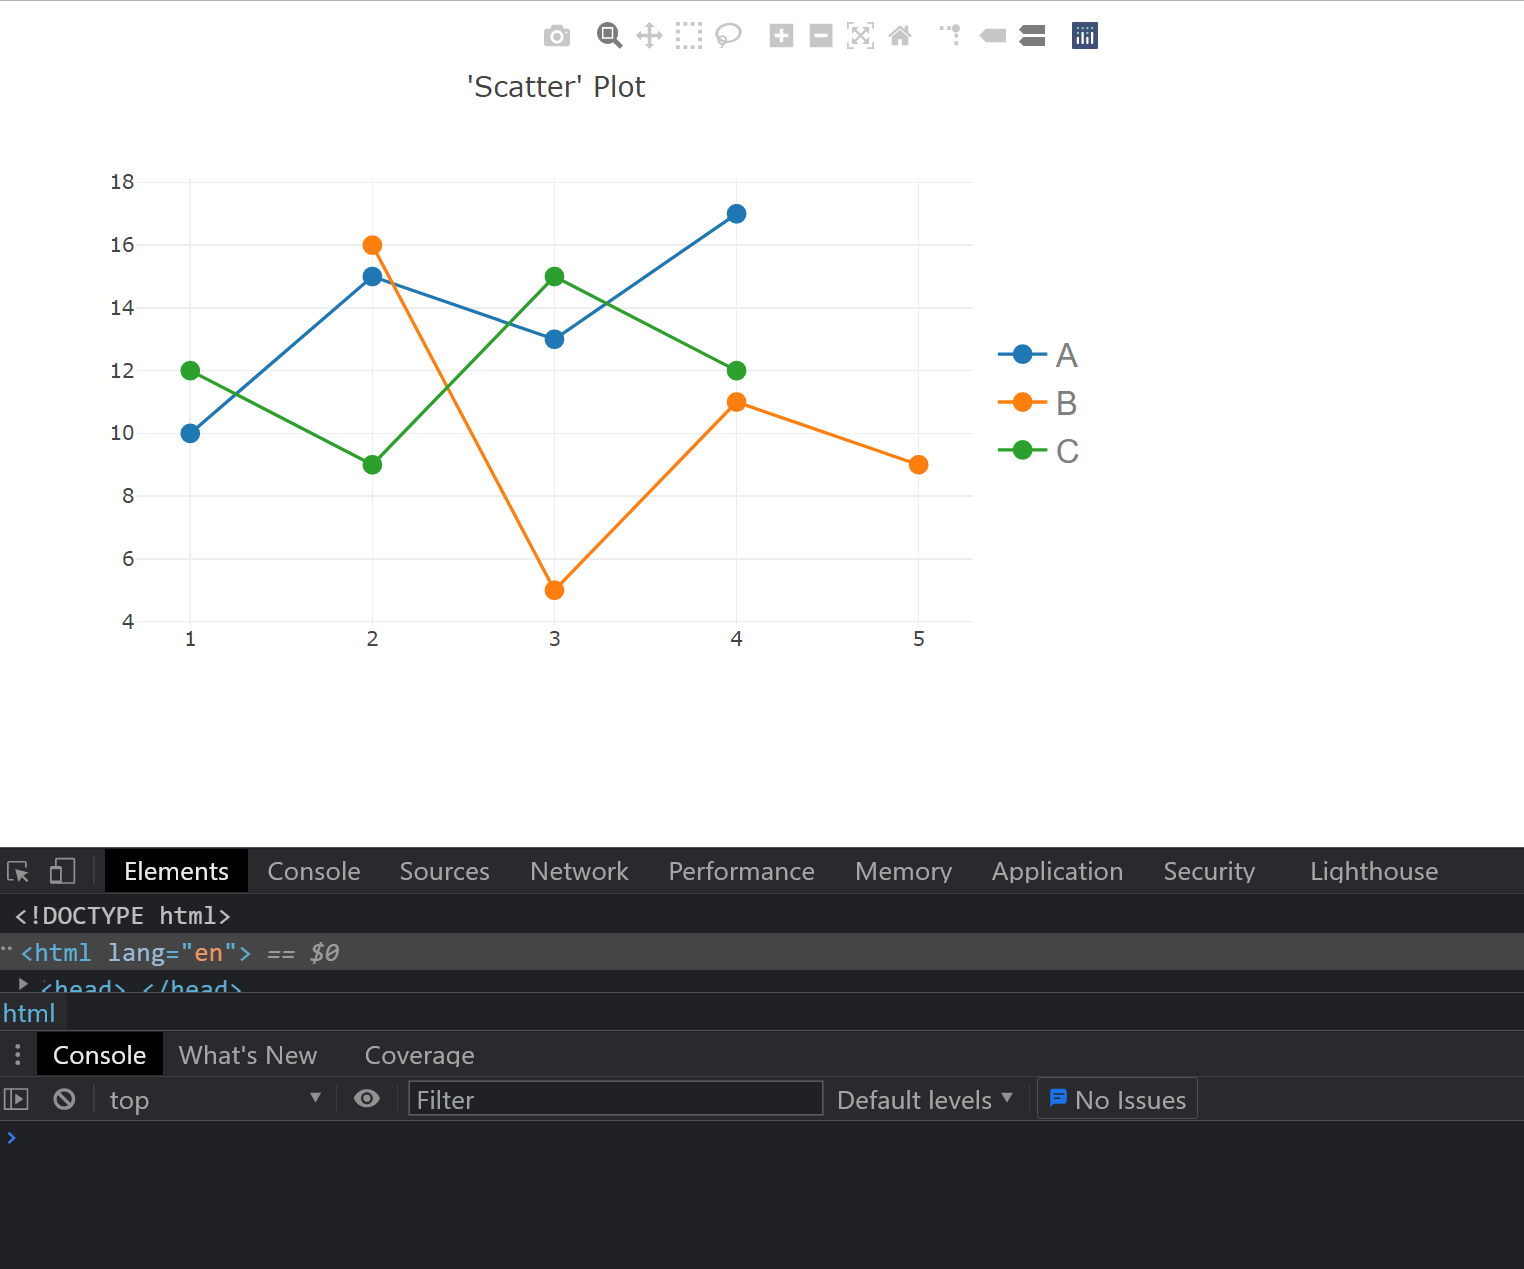 'Scatter' Plot
18
16
14
12
10
8
6
4
1 2 3 4 5
A
B
C
Elements Console Sources Network Performance Memory Application Security Lighthouse
<!DOCTYPE html>
<html lang="en"> == $0
<head> </head>
html
Console What's New Coverage
top Filter Default levels No Issues